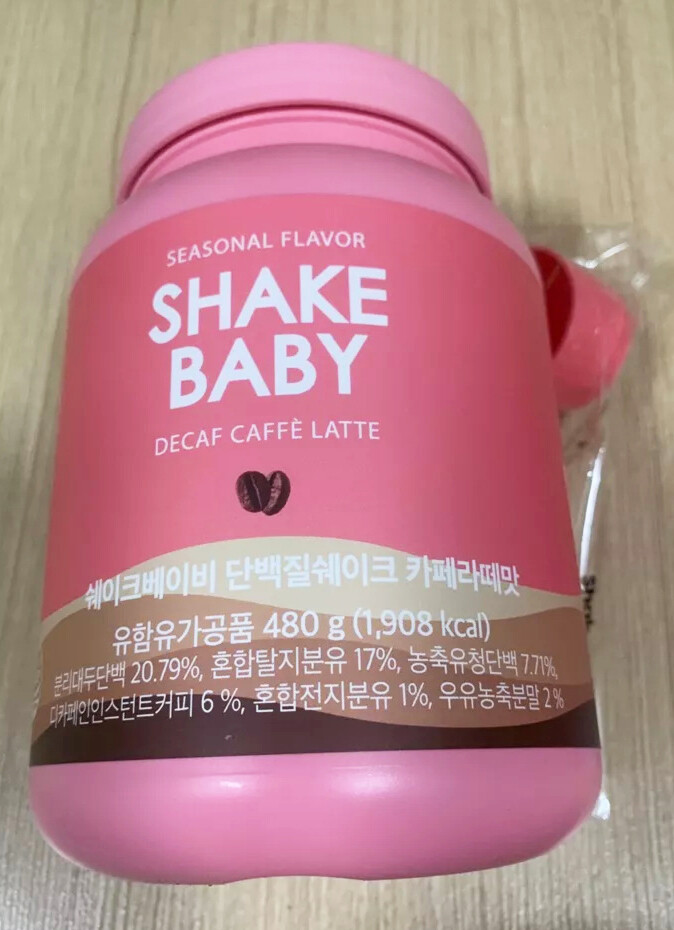 SEASONAL FLAVOR
SHAKE
BABY
DECAF CAFFÈ LATTE
쉐이크베이비 단백질쉐이크 카페라떼맛
유함유가공품 480 g (1,908 kcal)
분리대두단백 20.79%, 혼합탈지분유 17%, 농축유청단백 7.71%,
디카페인인스턴트커피 6 %, 혼합전지분유 1%, 우유농축분말 2 %